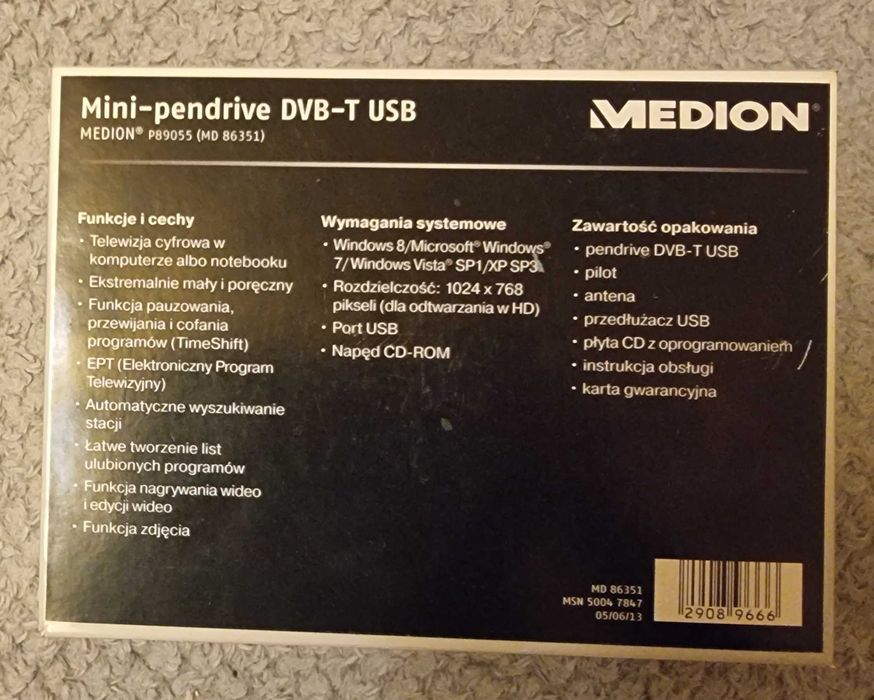 Mini-pendrive DVB-T USB
MEDION® P89055 (MD 86351)
MEDION®
Funkcje i cechy
· Telewizja cyfrowa w
komputerze albo notebooku
· Ekstremalnie mały i poręczny
· Funkcja pauzowania,
przewijania i cofania
programów (TimeShift)
· EPT (Elektroniczny Program
Telewizyjny)
· Automatyczne wyszukiwanie
stacji
· Łatwe tworzenie list
ulubionych programów
· Funkcja nagrywania wideo
i edycji wideo
· Funkcja zdjęcia
Wymagania systemowe
· Windows 8/Microsoft® Windows®
7/Windows Vista® SP1/XP SP3
· Rozdzielczość: 1024 x 768
pikseli (dla odtwarzania w HD)
· Port USB
· Napęd CD-ROM
Zawartość opakowania
· pendrive DVB-T USB
· pilot
· antena
· przedłużacz USB
· płyta CD z oprogramowaniem
· instrukcja obsługi
· karta gwarancyjna
MD 86351
MSN 5004 7847
05/06/13
2908 9666